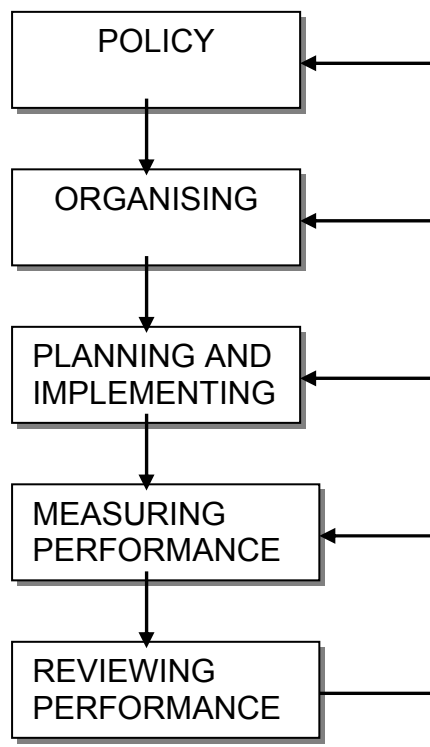 POLICY
ORGANISING
PLANNING AND
IMPLEMENTING
MEASURING
PERFORMANCE
REVIEWING
PERFORMANCE